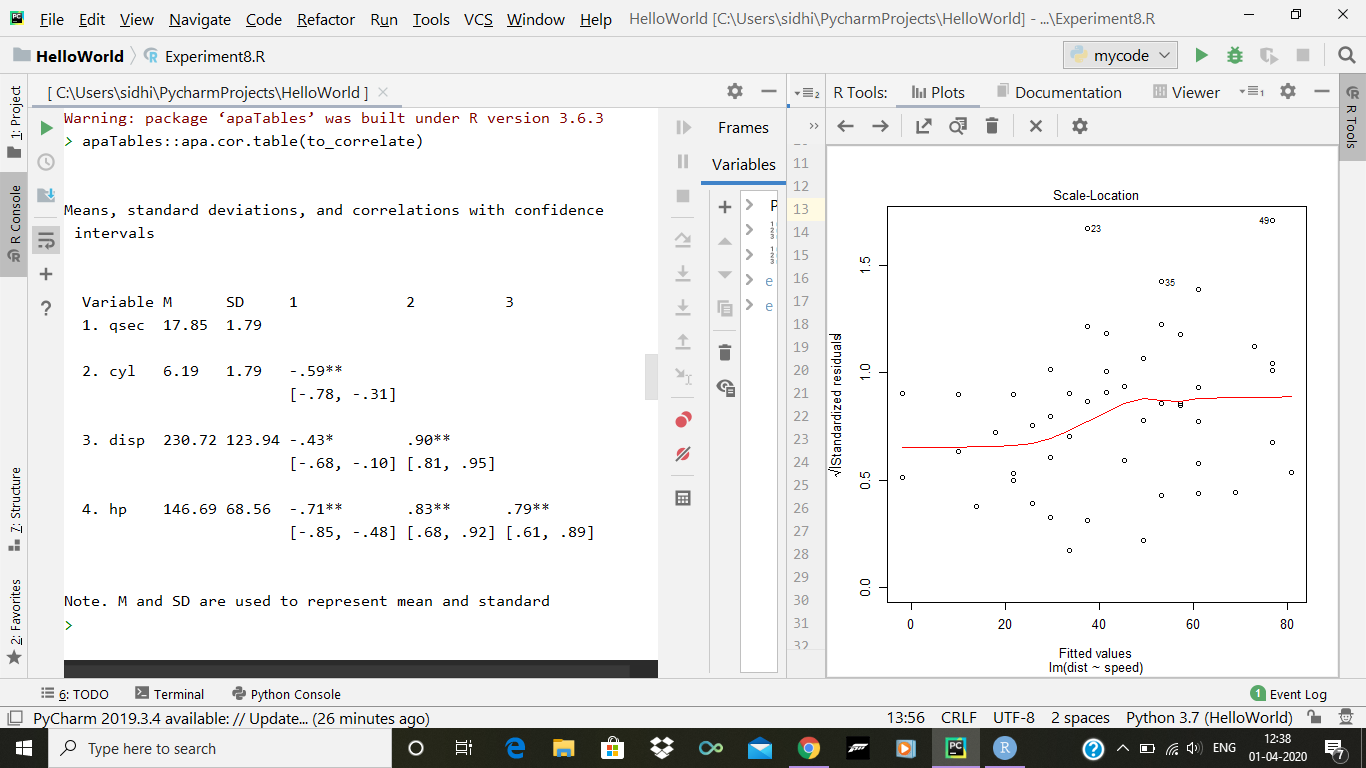 File Edit View Navigate Code Refactor Run Tools VCS Window Help HelloWorld [C:\Users\sidhi\PycharmProjects\HelloWorld] - ...\Experiment8.R
HelloWorld Experiment8.R mycode
1: Project
R Console
7: Structure
2: Favorites
[ C:\Users\sidhi\PycharmProjects\HelloWorld ]
Warning: package ‘apaTables’ was built under R version 3.6.3
> apaTables::apa.cor.table(to_correlate)
Means, standard deviations, and correlations with confidence
intervals
Variable M SD 1 2 3
1. qsec 17.85 1.79
2. cyl 6.19 1.79 -.59**
[-.78, -.31]
3. disp 230.72 123.94 -.43* .90**
[-.68, -.10] [.81, .95]
4. hp 146.69 68.56 -.71** .83** .79**
[-.85, -.48] [.68, .92] [.61, .89]
Note. M and SD are used to represent mean and standard
>
Frames
Variables
P
e
e
11
12
13
14
15
16
17
18
19
20
21
22
23
24
25
26
27
28
29
30
31
32
R Tools: Plots Documentation Viewer
R Tools
Scale-Location
49
23
35
√|Standardized residuals|
1.5
1.0
0.5
0.0
0 20 40 60 80
Fitted values
lm(dist ~ speed)
6: TODO Terminal Python Console 1 Event Log
PyCharm 2019.3.4 available: // Update... (26 minutes ago) 13:56 CRLF UTF-8 2 spaces Python 3.7 (HelloWorld)
Type here to search ENG 12:38
01-04-2020 7